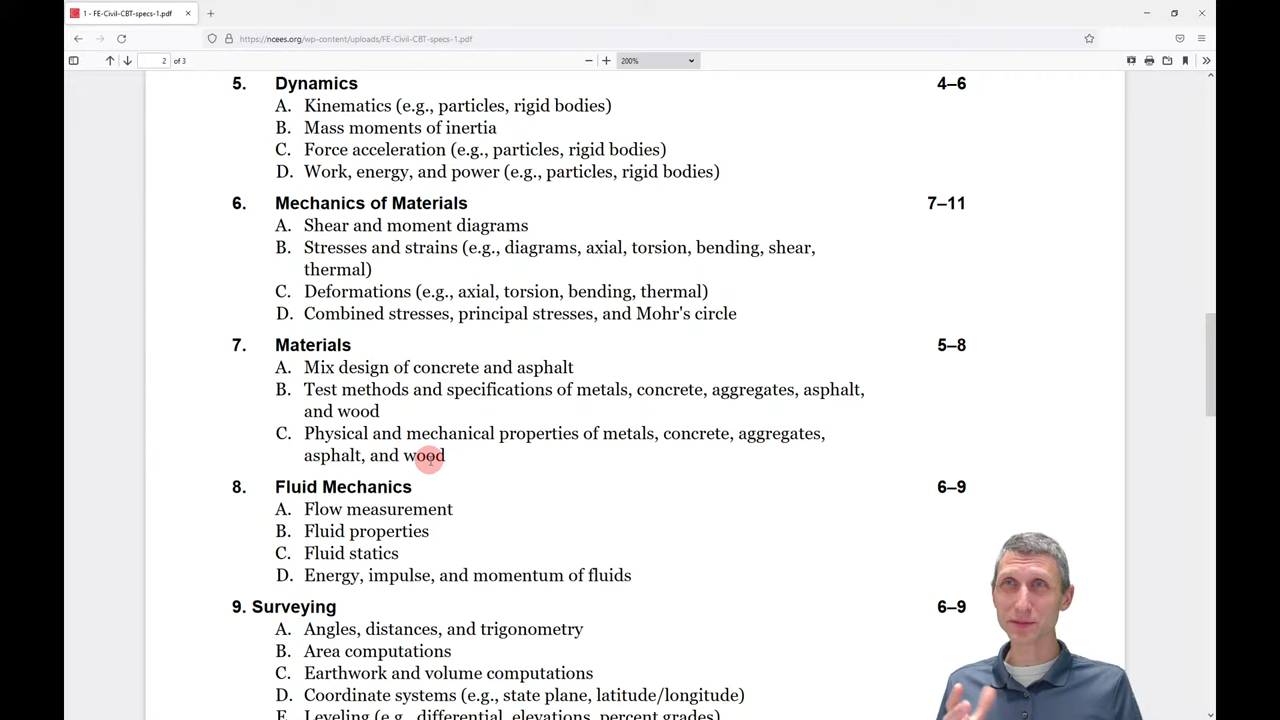 1 - FE-Civil-CBT-specs-1.pdf
https://ncees.org/wp-content/uploads/FE-Civil-CBT-specs-1.pdf
2 of 3
200%
5. Dynamics 4–6
A. Kinematics (e.g., particles, rigid bodies)
B. Mass moments of inertia
C. Force acceleration (e.g., particles, rigid bodies)
D. Work, energy, and power (e.g., particles, rigid bodies)
6. Mechanics of Materials 7–11
A. Shear and moment diagrams
B. Stresses and strains (e.g., diagrams, axial, torsion, bending, shear,
thermal)
C. Deformations (e.g., axial, torsion, bending, thermal)
D. Combined stresses, principal stresses, and Mohr's circle
7. Materials 5–8
A. Mix design of concrete and asphalt
B. Test methods and specifications of metals, concrete, aggregates, asphalt,
and wood
C. Physical and mechanical properties of metals, concrete, aggregates,
asphalt, and wood
8. Fluid Mechanics 6–9
A. Flow measurement
B. Fluid properties
C. Fluid statics
D. Energy, impulse, and momentum of fluids
9. Surveying 6–9
A. Angles, distances, and trigonometry
B. Area computations
C. Earthwork and volume computations
D. Coordinate systems (e.g., state plane, latitude/longitude)
E. Leveling (e.g., differential, elevations, percent grades)